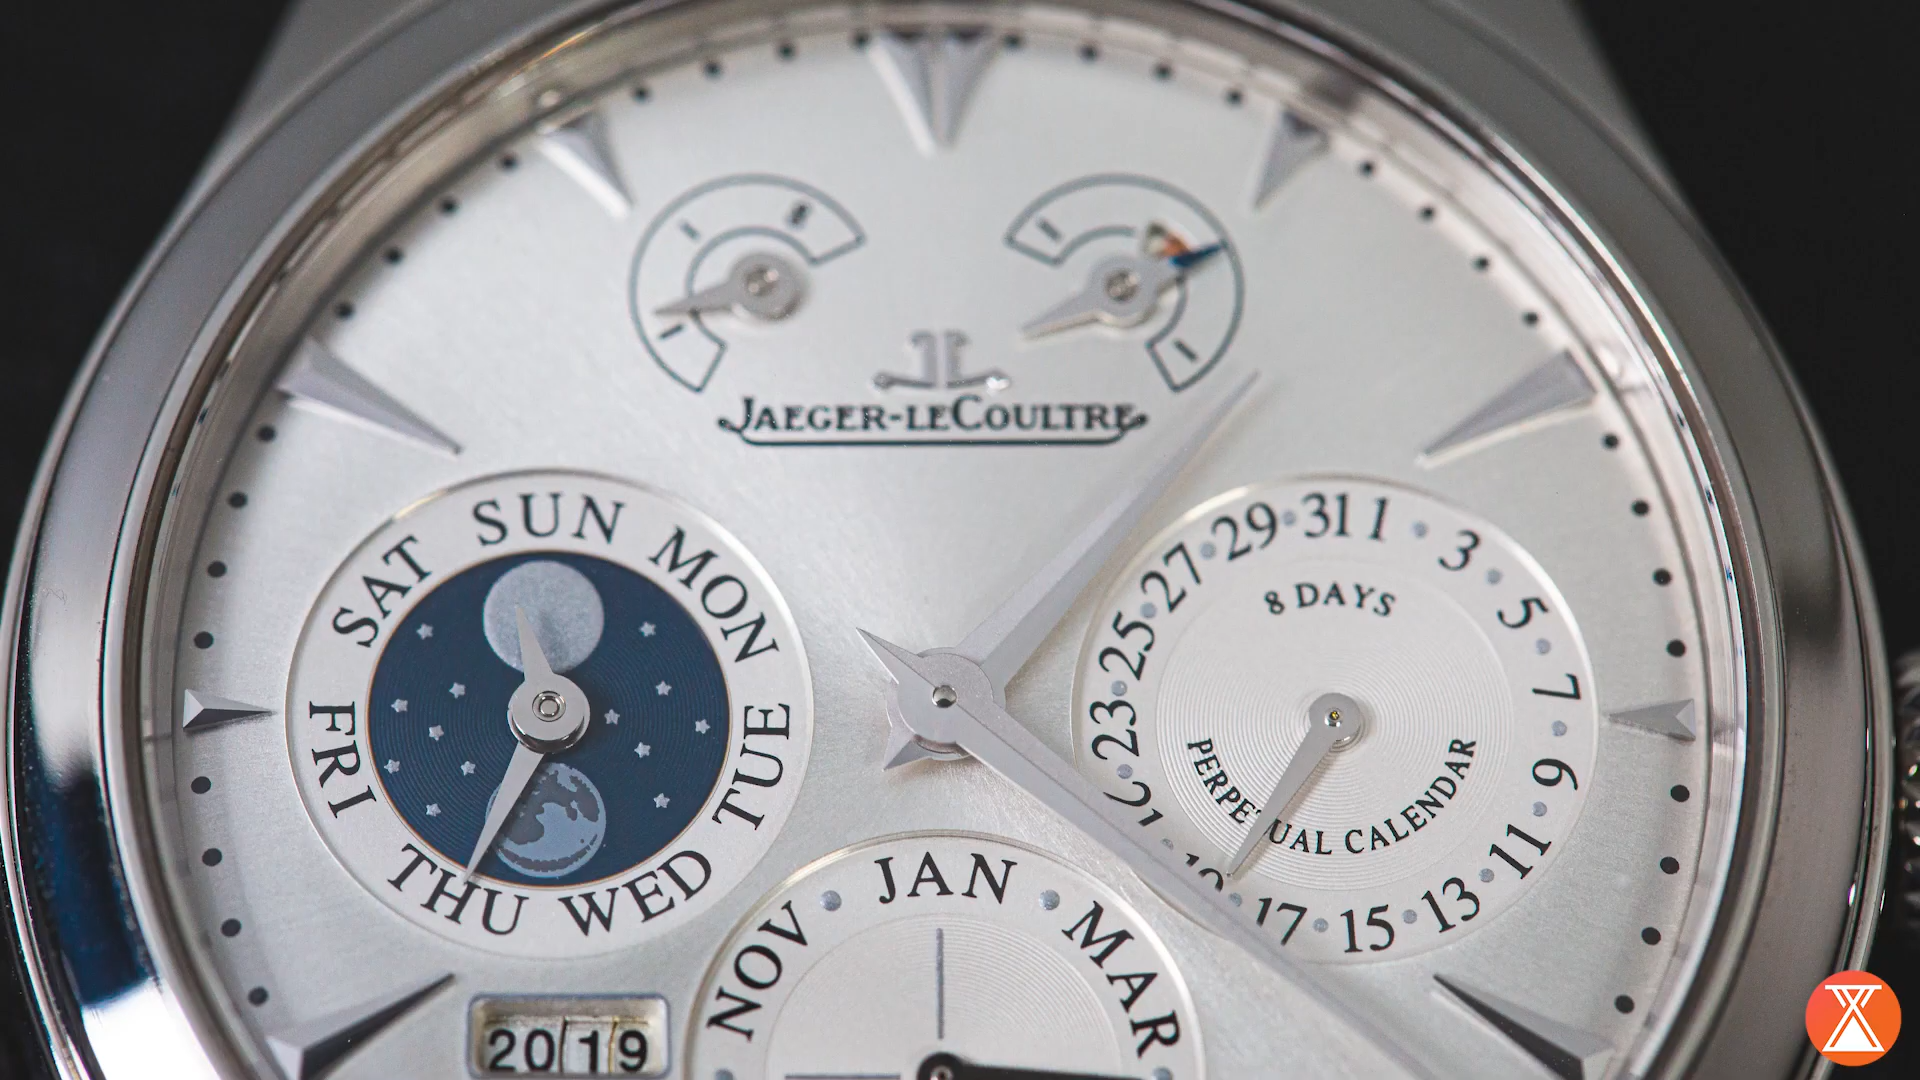 JAEGER-LECOULTRE
SAT SUN MON TUE WED THU FRI
31 1 3 5 7 9 11 13 15 17 23 25 27 29
8 DAYS
PERPETUAL CALENDAR
NOV JAN MAR
2019